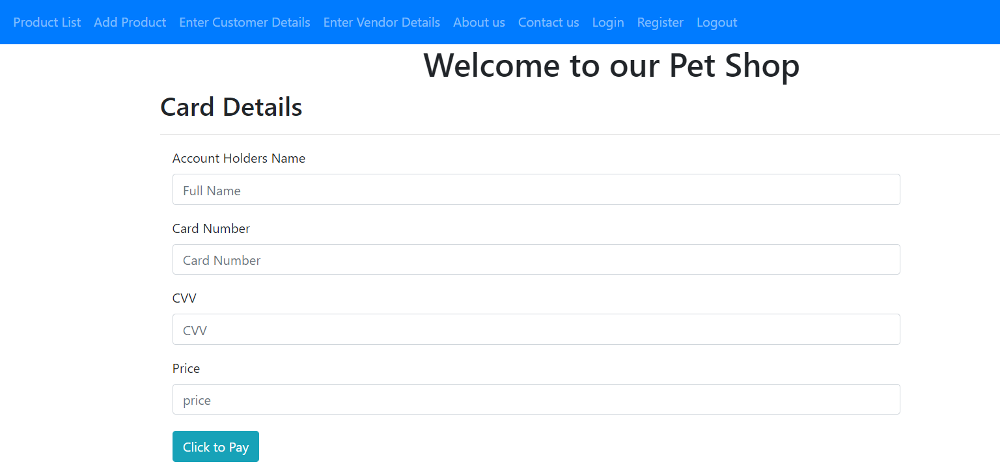 Product List Add Product Enter Customer Details Enter Vendor Details About us Contact us Login Register Logout
Welcome to our Pet Shop
Card Details
Account Holders Name
Full Name
Card Number
Card Number
CVV
CVV
Price
price
Click to Pay